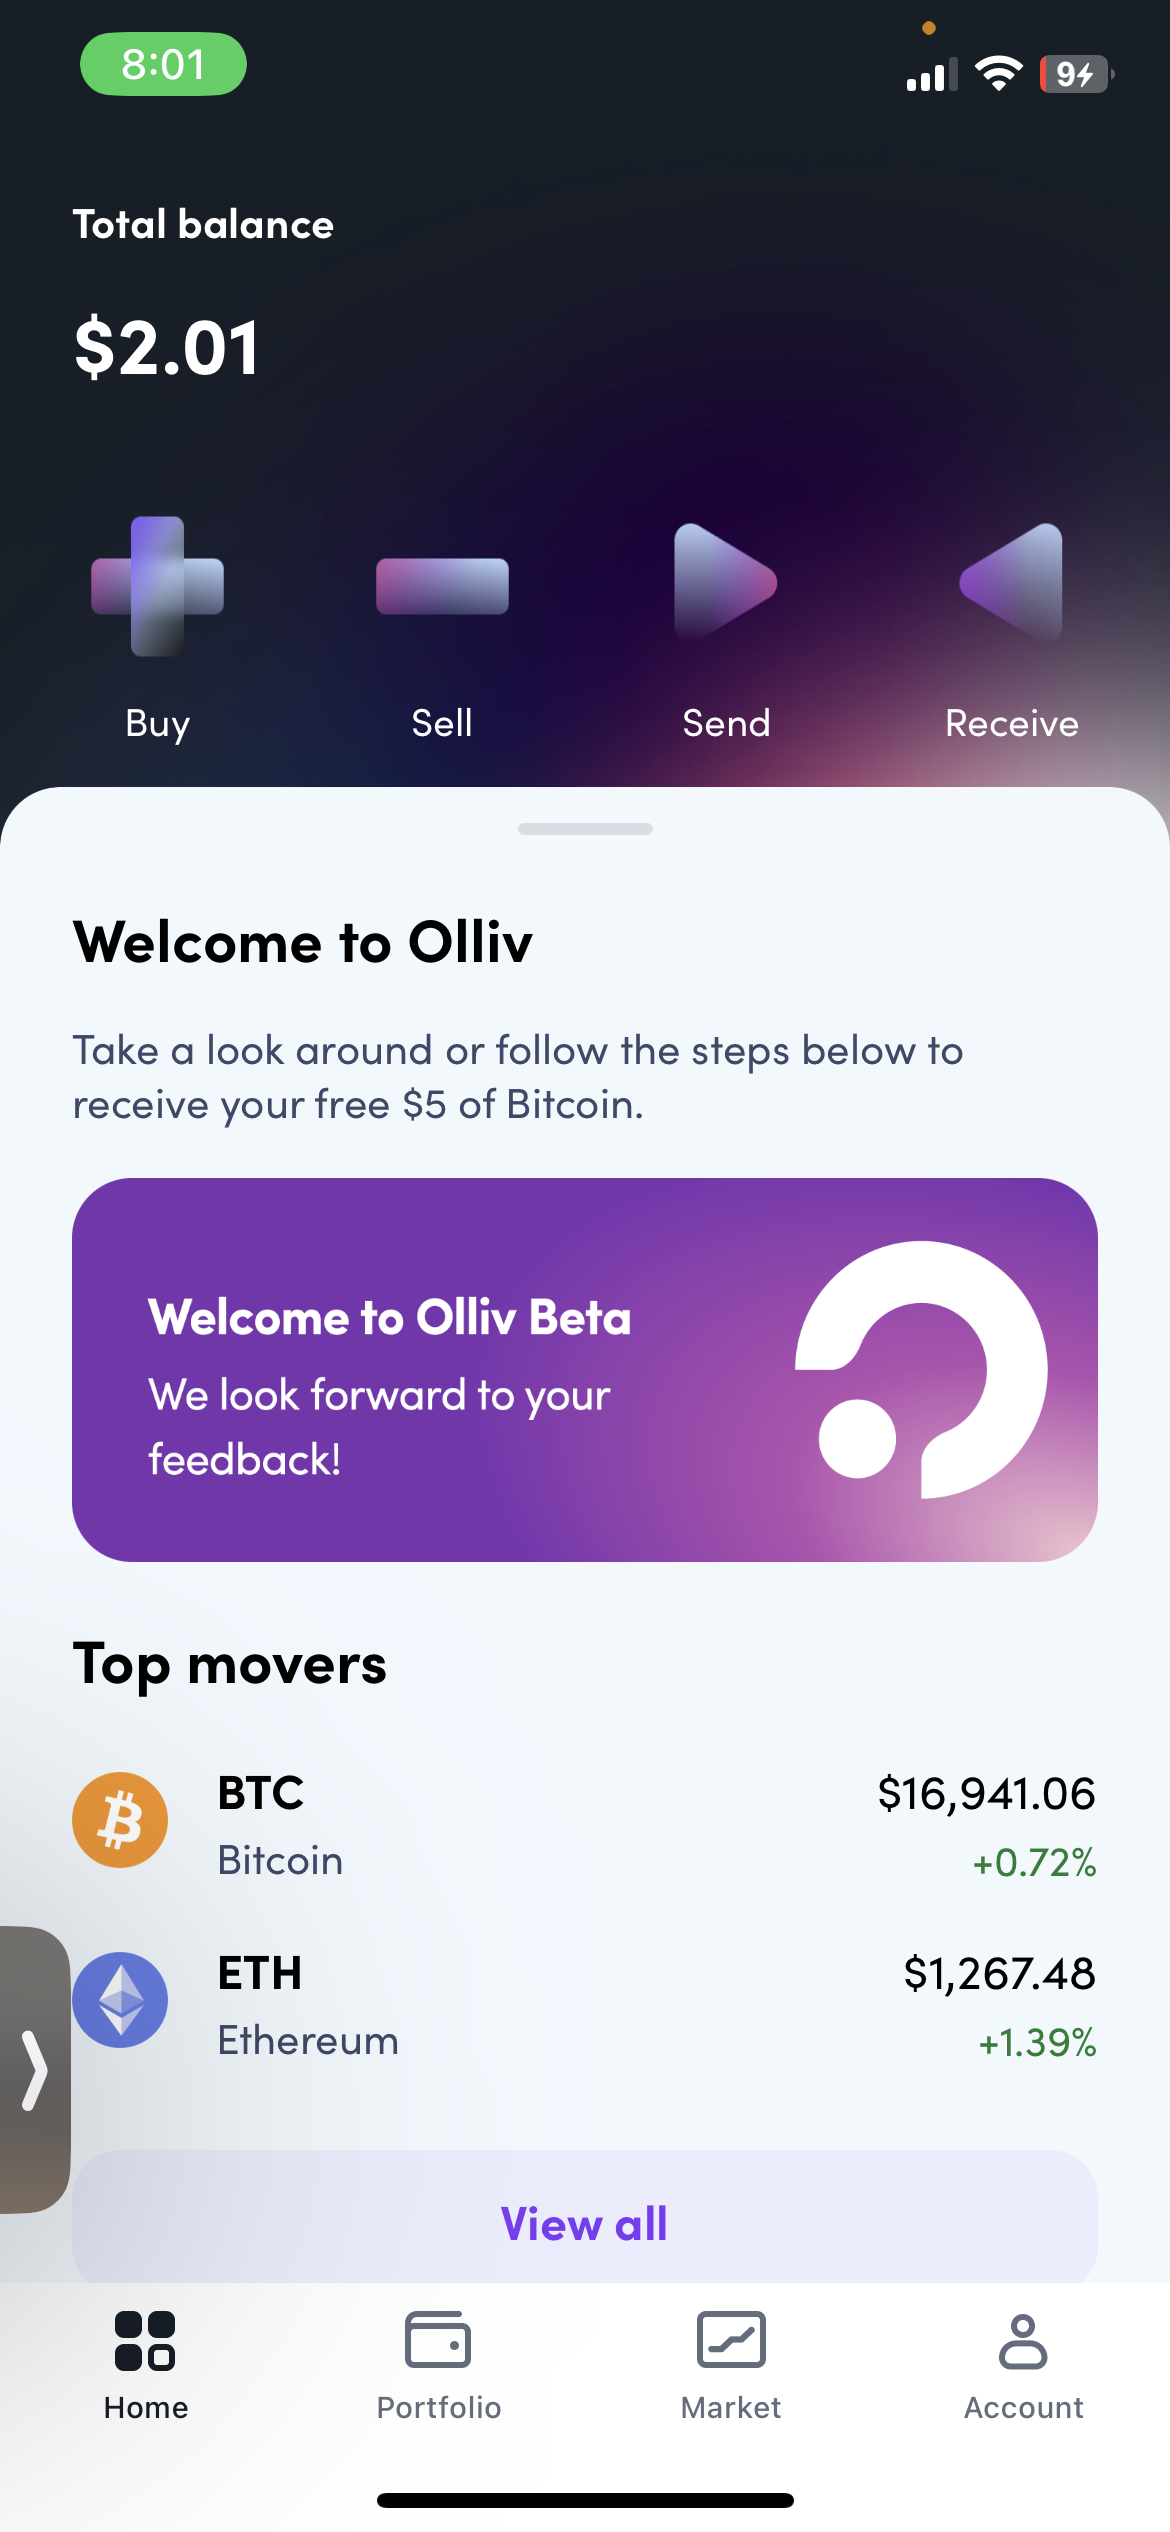 8:01
9
Total balance
$2.01
Buy
Sell
Send
Receive
Welcome to Olliv
Take a look around or follow the steps below to
receive your free $5 of Bitcoin.
Welcome to Olliv Beta
We look forward to your
feedback!
Top movers
BTC
$16,941.06
Bitcoin
+0.72%
ETH
$1,267.48
Ethereum
+1.39%
View all
Home
Portfolio
Market
Account